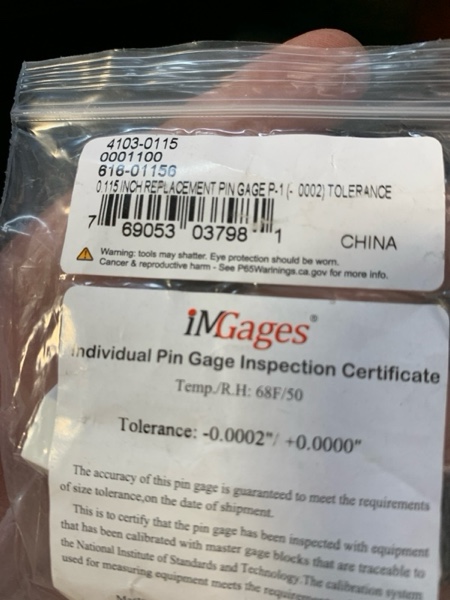 4103-0115
0001100
616-01156
0.115 INCH REPLACEMENT PIN GAGE P-1 (- 0002) TOLERANCE
7 69053 03798 1
CHINA
Warning: tools may shatter. Eye protection should be worn.
Cancer & reproductive harm - See P65Warinings.ca.gov for more info.
iMGages®
Individual Pin Gage Inspection Certificate
Temp./R.H: 68F/50
Tolerance: -0.0002"/ +0.0000"
The accuracy of this pin gage is guaranteed to meet the requirements
of size tolerance,on the date of shipment.
This is to certify that the pin gage has been inspected with equipment
that has been calibrated with master gage blocks that are traceable to
the National Institute of Standards and Technology.The calibration system
used for measuring equipment meets the requirements